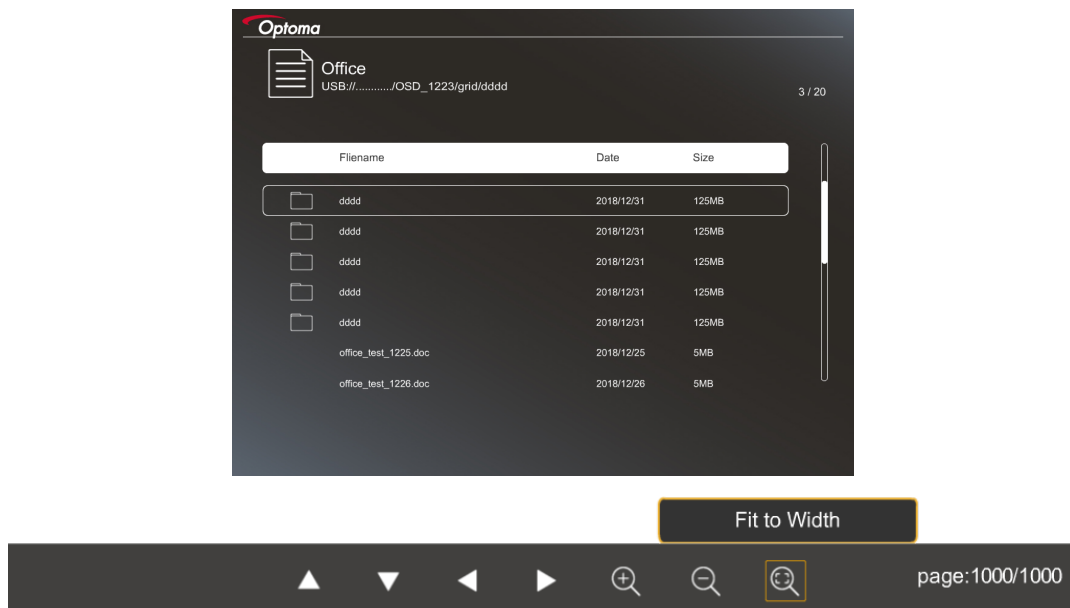 Optoma
Office
USB://............/OSD_1223/grid/dddd
3 / 20
Fliename Date Size
dddd 2018/12/31 125MB
dddd 2018/12/31 125MB
dddd 2018/12/31 125MB
dddd 2018/12/31 125MB
dddd 2018/12/31 125MB
office_test_1225.doc 2018/12/25 5MB
office_test_1226.doc 2018/12/26 5MB
Fit to Width
page:1000/1000